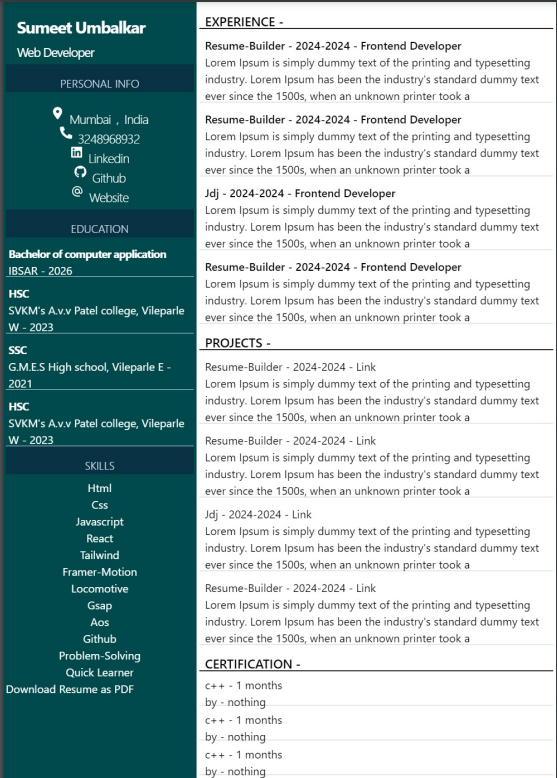 Sumeet Umbalkar
Web Developer
PERSONAL INFO
Mumbai , India
3248968932
Linkedin
Github
Website
EDUCATION
Bachelor of computer application
IBSAR - 2026
HSC
SVKM's A.v.v Patel college, Vileparle
W - 2023
SSC
G.M.E.S High school, Vileparle E -
2021
HSC
SVKM's A.v.v Patel college, Vileparle
W - 2023
SKILLS
Html
Css
Javascript
React
Tailwind
Framer-Motion
Locomotive
Gsap
Aos
Github
Problem-Solving
Quick Learner
Download Resume as PDF
EXPERIENCE -
Resume-Builder - 2024-2024 - Frontend Developer
Lorem Ipsum is simply dummy text of the printing and typesetting
industry. Lorem Ipsum has been the industry's standard dummy text
ever since the 1500s, when an unknown printer took a
Resume-Builder - 2024-2024 - Frontend Developer
Lorem Ipsum is simply dummy text of the printing and typesetting
industry. Lorem Ipsum has been the industry's standard dummy text
ever since the 1500s, when an unknown printer took a
Jdj - 2024-2024 - Frontend Developer
Lorem Ipsum is simply dummy text of the printing and typesetting
industry. Lorem Ipsum has been the industry's standard dummy text
ever since the 1500s, when an unknown printer took a
Resume-Builder - 2024-2024 - Frontend Developer
Lorem Ipsum is simply dummy text of the printing and typesetting
industry. Lorem Ipsum has been the industry's standard dummy text
ever since the 1500s, when an unknown printer took a
PROJECTS -
Resume-Builder - 2024-2024 - Link
Lorem Ipsum is simply dummy text of the printing and typesetting
industry. Lorem Ipsum has been the industry's standard dummy text
ever since the 1500s, when an unknown printer took a
Resume-Builder - 2024-2024 - Link
Lorem Ipsum is simply dummy text of the printing and typesetting
industry. Lorem Ipsum has been the industry's standard dummy text
ever since the 1500s, when an unknown printer took a
Jdj - 2024-2024 - Link
Lorem Ipsum is simply dummy text of the printing and typesetting
industry. Lorem Ipsum has been the industry's standard dummy text
ever since the 1500s, when an unknown printer took a
Resume-Builder - 2024-2024 - Link
Lorem Ipsum is simply dummy text of the printing and typesetting
industry. Lorem Ipsum has been the industry's standard dummy text
ever since the 1500s, when an unknown printer took a
CERTIFICATION -
c++ - 1 months
by - nothing
c++ - 1 months
by - nothing
c++ - 1 months
by - nothing